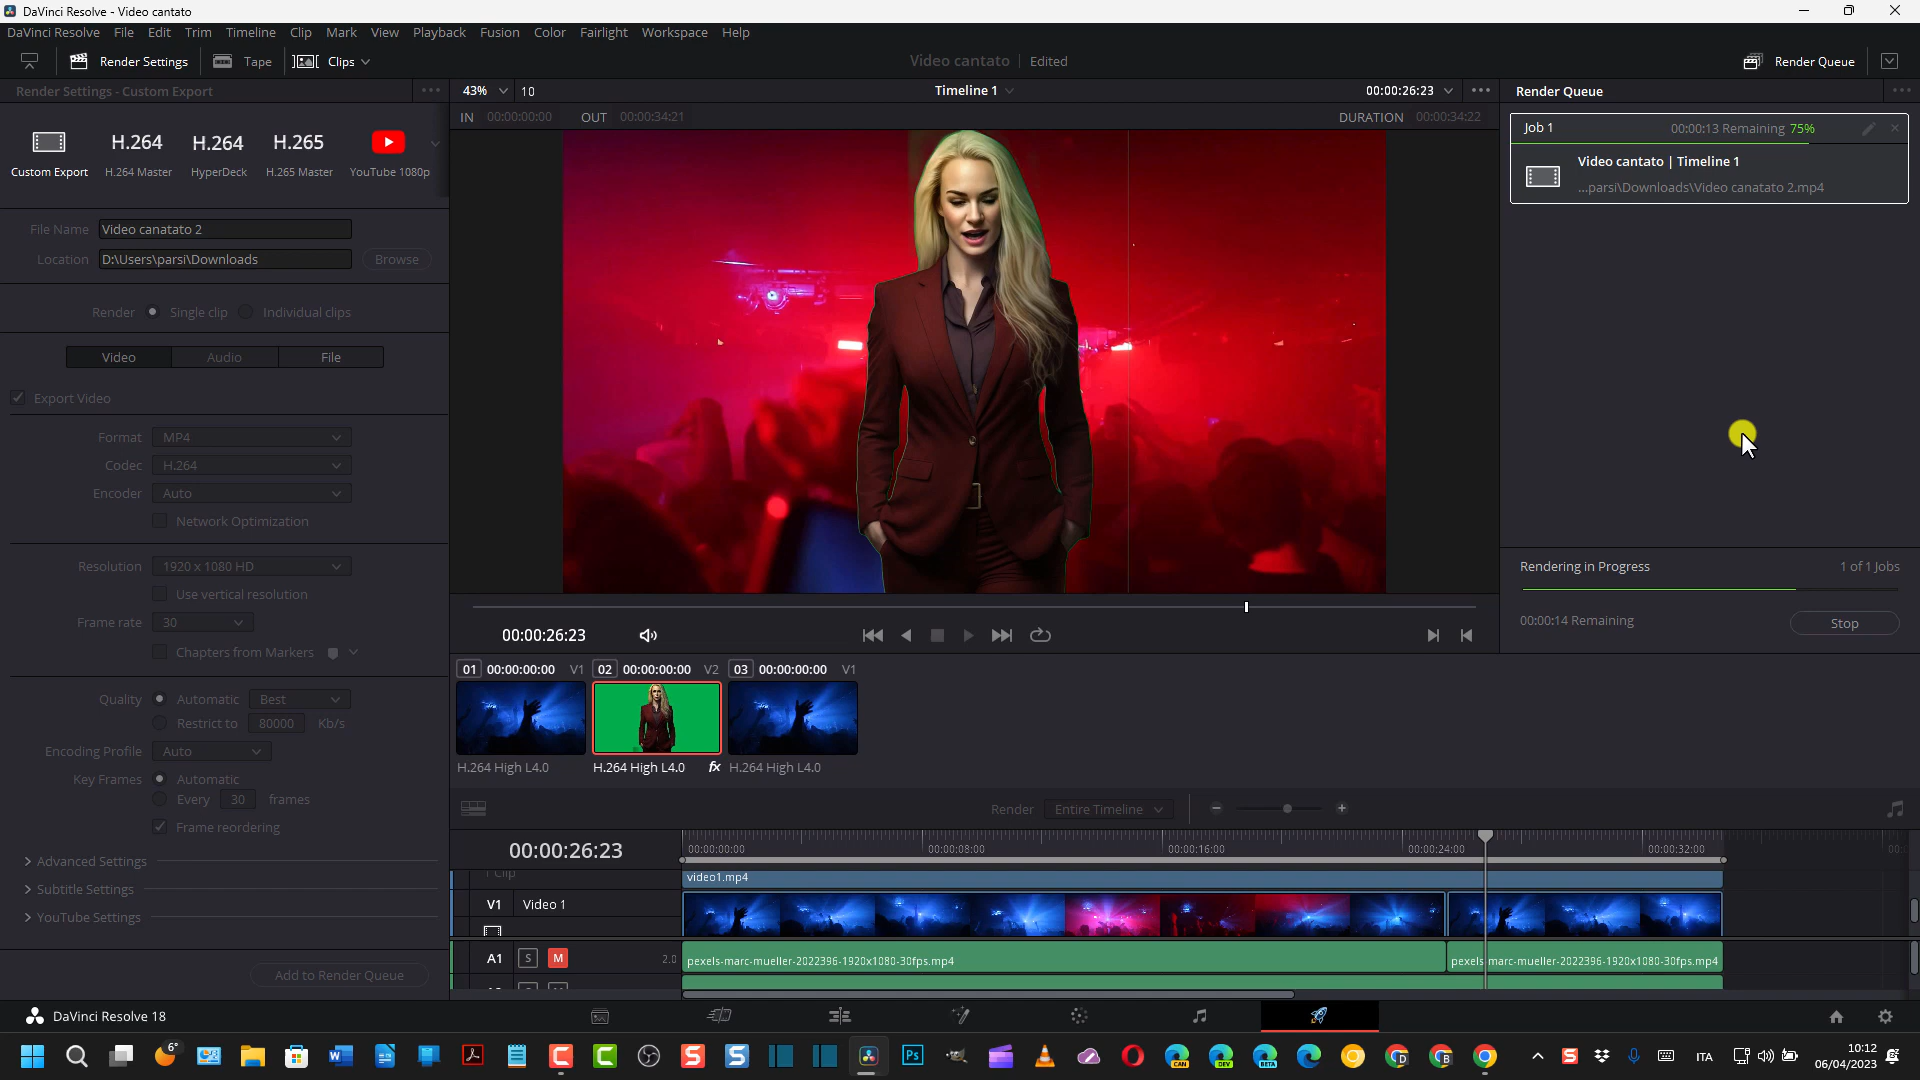 DaVinci Resolve - Video cantato
DaVinci Resolve File Edit Trim Timeline Clip Mark View Playback Fusion Color Fairlight Workspace Help
Render Settings Tape Clips Video cantato Edited Render Queue
Render Settings - Custom Export 43% 10 Timeline 1 00:00:26:23 Render Queue
IN 00:00:00:00 OUT 00:00:34:21 DURATION 00:00:34:22
Job 1 00:00:13 Remaining 75%
Video cantato | Timeline 1
...parsi\Downloads\Video canatato 2.mp4
H.264 H.264 H.265
Custom Export H.264 Master HyperDeck H.265 Master YouTube 1080p
File Name Video canatato 2
Location D:\Users\parsi\Downloads Browse
Render Single clip Individual clips
Video Audio File
Export Video
Format MP4
Codec H.264
Encoder Auto
Network Optimization
Resolution 1920 x 1080 HD
Use vertical resolution
Frame rate 30
Chapters from Markers
Quality Automatic Best
Restrict to 80000 Kb/s
Encoding Profile Auto
Key Frames Automatic
Every 30 frames
Frame reordering
Advanced Settings
Subtitle Settings
YouTube Settings
Add to Render Queue
Rendering in Progress 1 of 1 Jobs
00:00:14 Remaining Stop
00:00:26:23
01 00:00:00:00 V1 02 00:00:00:00 V2 03 00:00:00:00 V1
H.264 High L4.0 H.264 High L4.0 fx H.264 High L4.0
Render Entire Timeline
00:00:26:23 00:00:00:00 00:00:08:00 00:00:16:00 00:00:24:00 00:00:32:00
1 Clip video1.mp4
V1 Video 1
A1 S M 2.0 pexels-marc-mueller-2022396-1920x1080-30fps.mp4 pexels-marc-mueller-2022396-1920x1080-30fps.mp4
DaVinci Resolve 18
6° ITA 10:12
06/04/2023